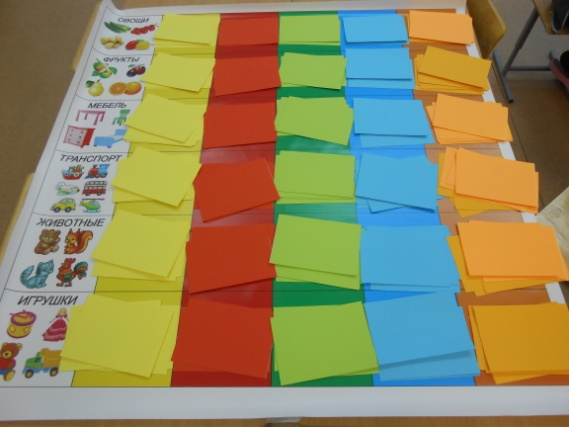 ОВОЩИ
ФРУКТЫ
МЕБЕЛЬ
ТРАНСПОРТ
ЖИВОТНЫЕ
ИГРУШКИ